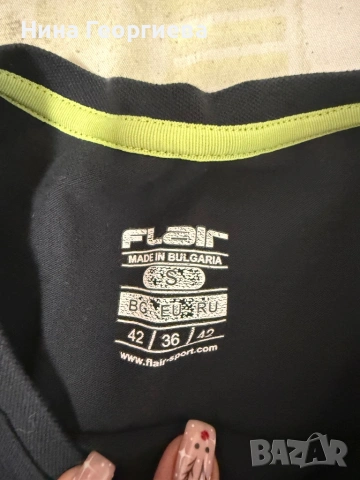 Нина Георгиева
FLair
MADE IN BULGARIA
S
BG EU RU
42 / 36 / 42
www.flair-sport.com
BAZAR